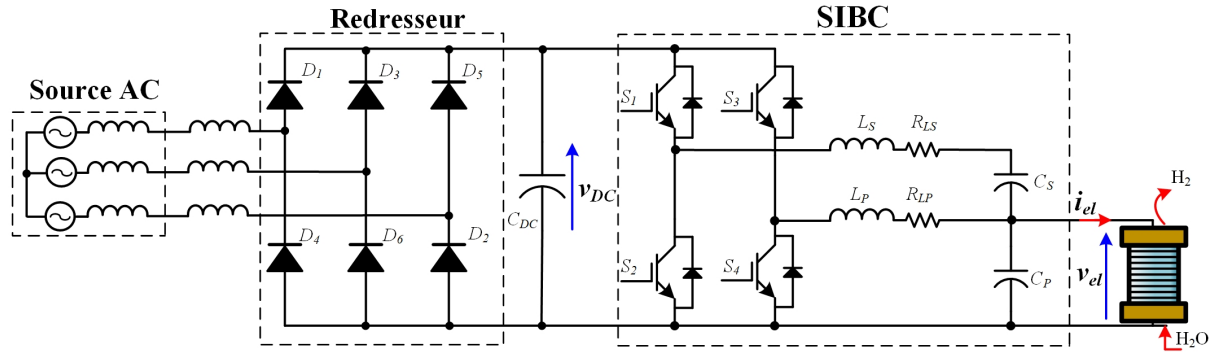 Redresseur
SIBC
Source AC
D1
D3
D5
D4
D6
D2
CDC
vDC
S1
S3
S2
S4
LS
RLS
LP
RLP
CS
CP
iel
vel
H2
H2O